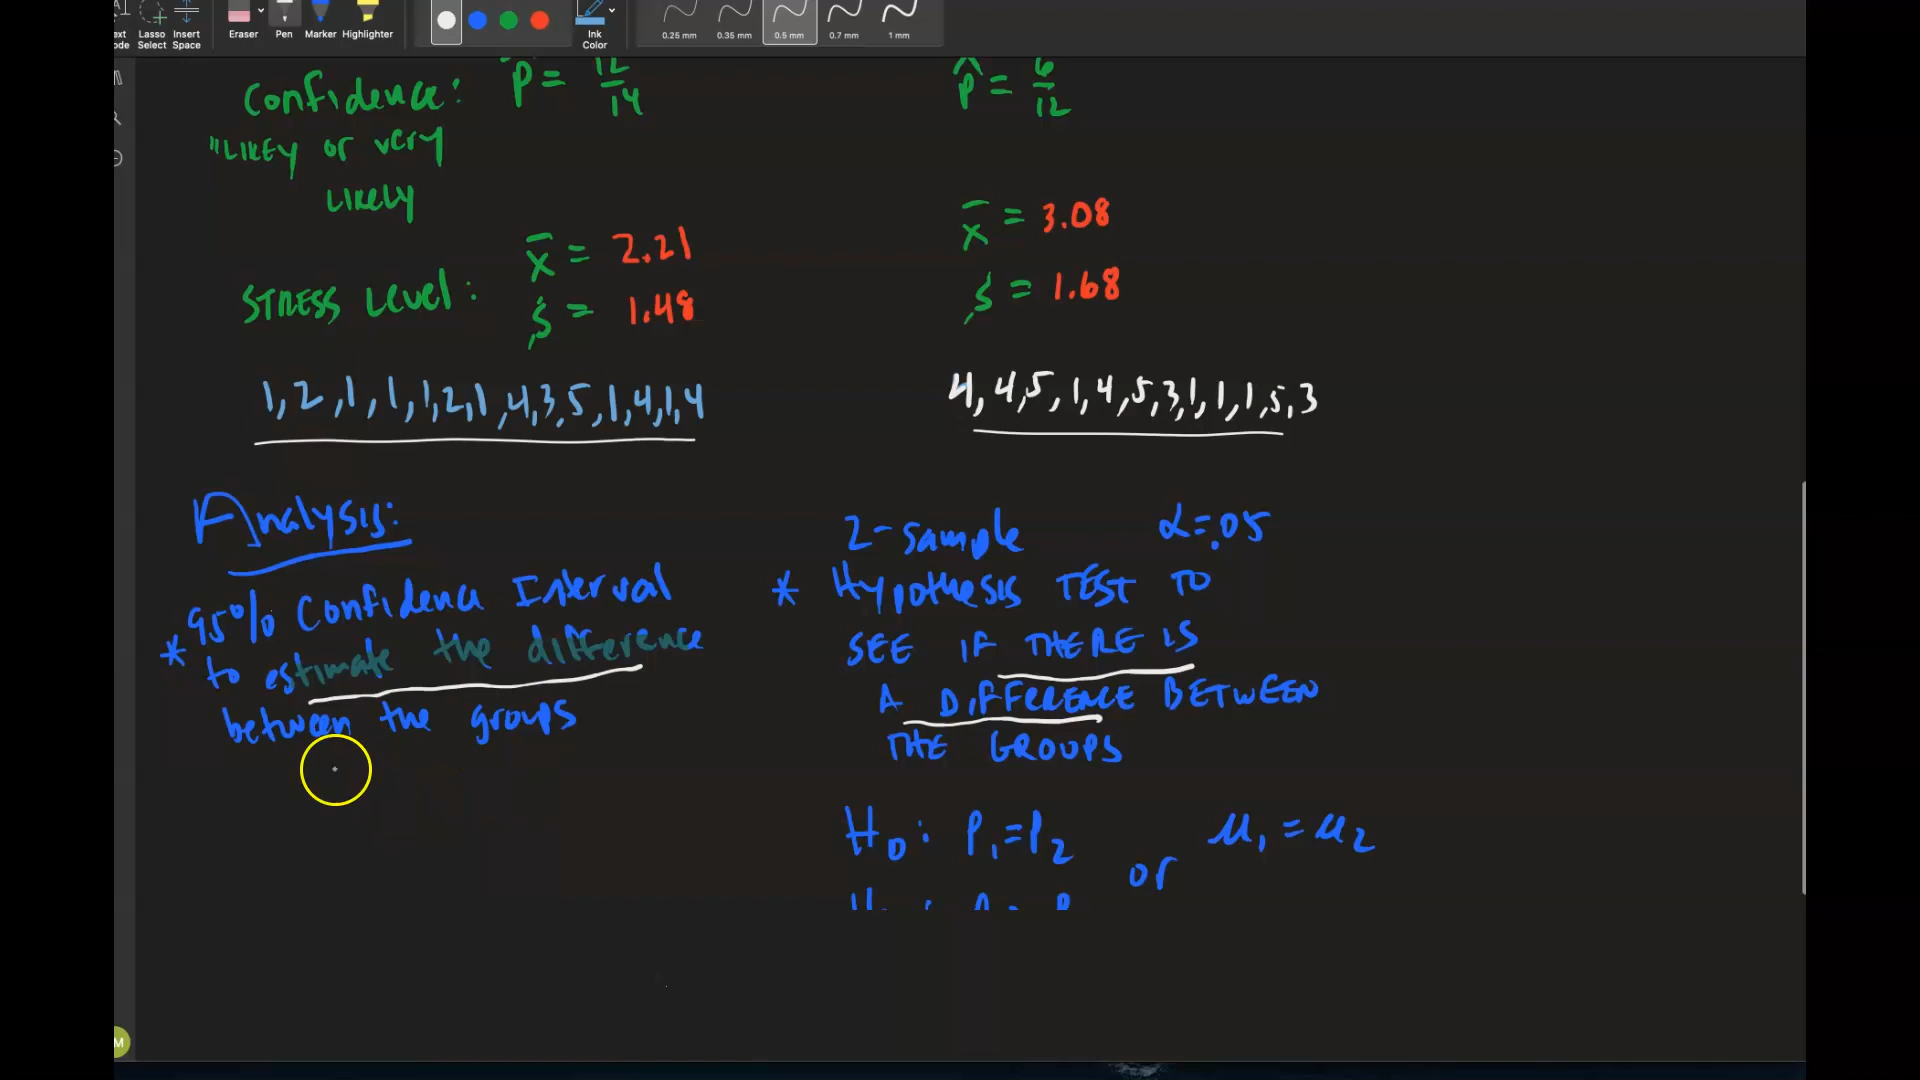 Lasso Select
Insert Space
Eraser
Pen
Marker
Highlighter
Ink Color
0.25 mm
0.35 mm
0.5 mm
0.7 mm
1 mm
Confidence: p = 12/14
"Likey or very
Likely
p̂ = 6/12
Stress Level:
x̄ = 2.21
s = 1.48
x̄ = 3.08
s = 1.68
1,2,1,1,1,2,1,4,3,5,1,4,1,4
4,4,5,1,4,5,3,1,1,1,5,3
Analysis:
* 95% Confidence Interval
to estimate the difference
between the groups
2-sample α=.05
* Hypothesis TEST TO
SEE IF THERE IS
A DIFFERENCE BETWEEN
THE GROUPS
H0: P1=P2 or μ1=μ2
M